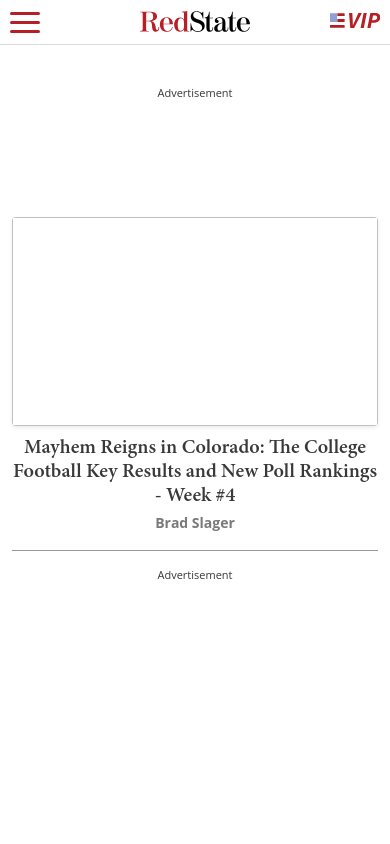 RedState
VIP
Advertisement
Mayhem Reigns in Colorado: The College
Football Key Results and New Poll Rankings
- Week #4
Brad Slager
Advertisement